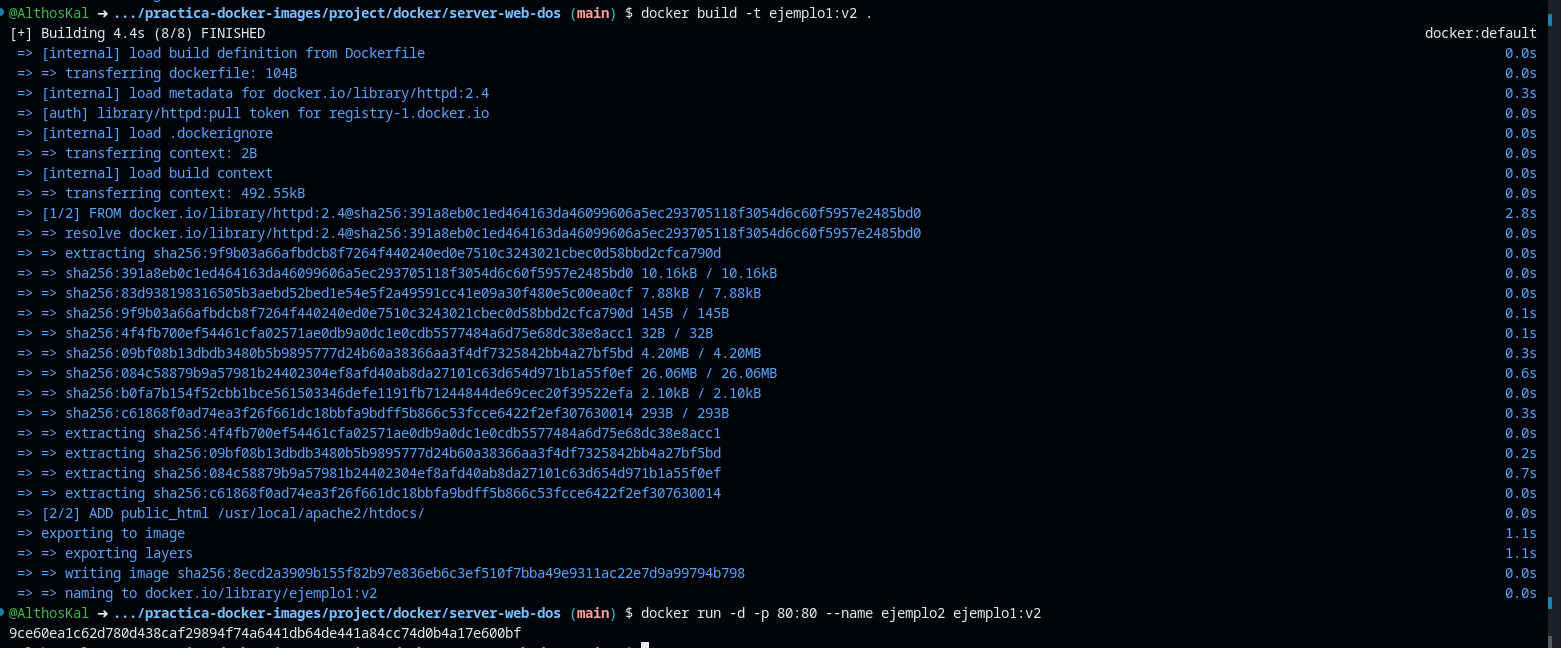 @AlthosKal ➜ .../practica-docker-images/project/docker/server-web-dos (main) $ docker build -t ejemplo1:v2 .
[+] Building 4.4s (8/8) FINISHED docker:default
=> [internal] load build definition from Dockerfile 0.0s
=> => transferring dockerfile: 104B 0.0s
=> [internal] load metadata for docker.io/library/httpd:2.4 0.3s
=> [auth] library/httpd:pull token for registry-1.docker.io 0.0s
=> [internal] load .dockerignore 0.0s
=> => transferring context: 2B 0.0s
=> [internal] load build context 0.0s
=> => transferring context: 492.55kB 0.0s
=> [1/2] FROM docker.io/library/httpd:2.4@sha256:391a8eb0c1ed464163da46099606a5ec293705118f3054d6c60f5957e2485bd0 2.8s
=> => resolve docker.io/library/httpd:2.4@sha256:391a8eb0c1ed464163da46099606a5ec293705118f3054d6c60f5957e2485bd0 0.0s
=> => extracting sha256:9f9b03a66afbdcb8f7264f440240ed0e7510c3243021cbec0d58bbd2cfca790d 0.0s
=> => sha256:391a8eb0c1ed464163da46099606a5ec293705118f3054d6c60f5957e2485bd0 10.16kB / 10.16kB 0.0s
=> => sha256:83d938198316505b3aebd52bed1e54e5f2a49591cc41e09a30f480e5c00ea0cf 7.88kB / 7.88kB 0.0s
=> => sha256:9f9b03a66afbdcb8f7264f440240ed0e7510c3243021cbec0d58bbd2cfca790d 145B / 145B 0.1s
=> => sha256:4f4fb700ef54461cfa02571ae0db9a0dc1e0cdb5577484a6d75e68dc38e8acc1 32B / 32B 0.1s
=> => sha256:09bf08b13dbdb3480b5b9895777d24b60a38366aa3f4df7325842bb4a27bf5bd 4.20MB / 4.20MB 0.3s
=> => sha256:084c58879b9a57981b24402304ef8afd40ab8da27101c63d654d971b1a55f0ef 26.06MB / 26.06MB 0.6s
=> => sha256:b0fa7b154f52cbb1bce561503346defe1191fb71244844de69cec20f39522efa 2.10kB / 2.10kB 0.0s
=> => sha256:c61868f0ad74ea3f26f661dc18bbfa9bdff5b866c53fcce6422f2ef307630014 293B / 293B 0.3s
=> => extracting sha256:4f4fb700ef54461cfa02571ae0db9a0dc1e0cdb5577484a6d75e68dc38e8acc1 0.0s
=> => extracting sha256:09bf08b13dbdb3480b5b9895777d24b60a38366aa3f4df7325842bb4a27bf5bd 0.2s
=> => extracting sha256:084c58879b9a57981b24402304ef8afd40ab8da27101c63d654d971b1a55f0ef 0.7s
=> => extracting sha256:c61868f0ad74ea3f26f661dc18bbfa9bdff5b866c53fcce6422f2ef307630014 0.0s
=> [2/2] ADD public_html /usr/local/apache2/htdocs/ 0.0s
=> exporting to image 1.1s
=> => exporting layers 1.1s
=> => writing image sha256:8ecd2a3909b155f82b97e836eb6c3ef510f7bba49e9311ac22e7d9a99794b798 0.0s
=> => naming to docker.io/library/ejemplo1:v2 0.0s
@AlthosKal ➜ .../practica-docker-images/project/docker/server-web-dos (main) $ docker run -d -p 80:80 --name ejemplo2 ejemplo1:v2
9ce60ea1c62d780d438caf29894f74a6441db64de441a84cc74d0b4a17e600bf